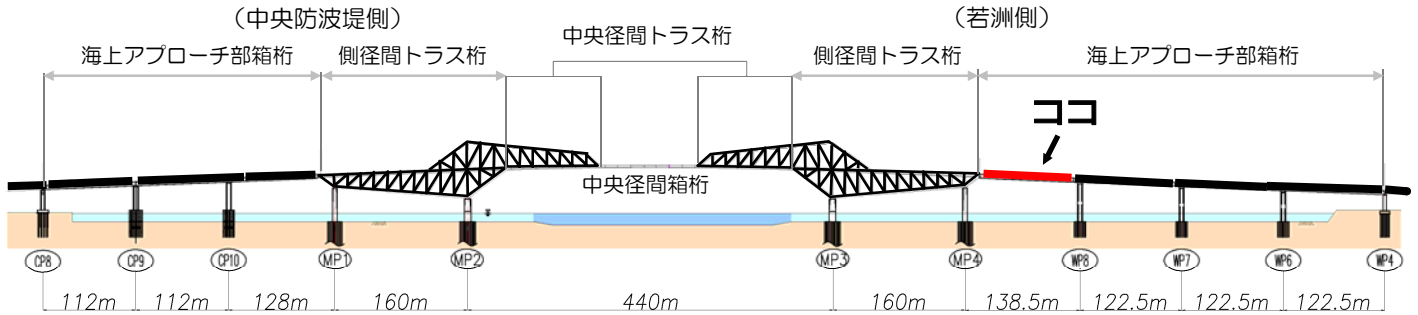 （中央防波堤側）
（若洲側）
中央径間トラス桁
海上アプローチ部箱桁
側径間トラス桁
側径間トラス桁
海上アプローチ部箱桁
ココ
中央径間箱桁
CP8
CP9
CP10
MP1
MP2
MP3
MP4
WP8
WP7
WP6
WP4
112m
112m
128m
160m
440m
160m
138.5m
122.5m
122.5m
122.5m